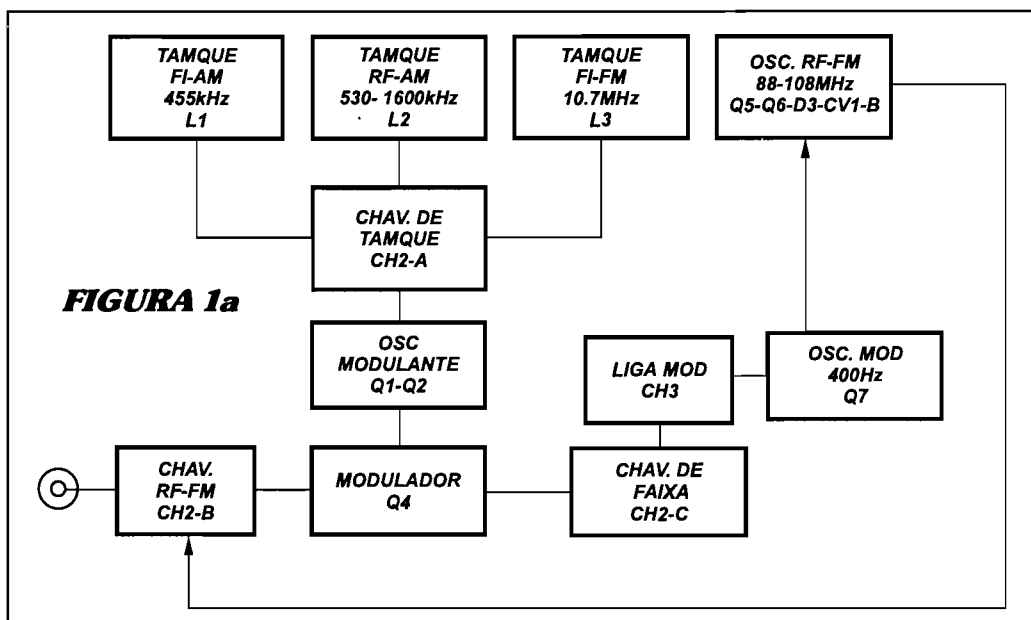 TAMQUE
FI-AM
455kHz
L1
TAMQUE
RF-AM
530- 1600kHz
L2
TAMQUE
FI-FM
10.7MHz
L3
OSC. RF-FM
88-108MHz
Q5-Q6-D3-CV1-B
CHAV. DE
TAMQUE
CH2-A
FIGURA 1a
OSC
MODULANTE
Q1-Q2
LIGA MOD
CH3
OSC. MOD
400Hz
Q7
CHAV.
RF-FM
CH2-B
MODULADOR
Q4
CHAV. DE
FAIXA
CH2-C